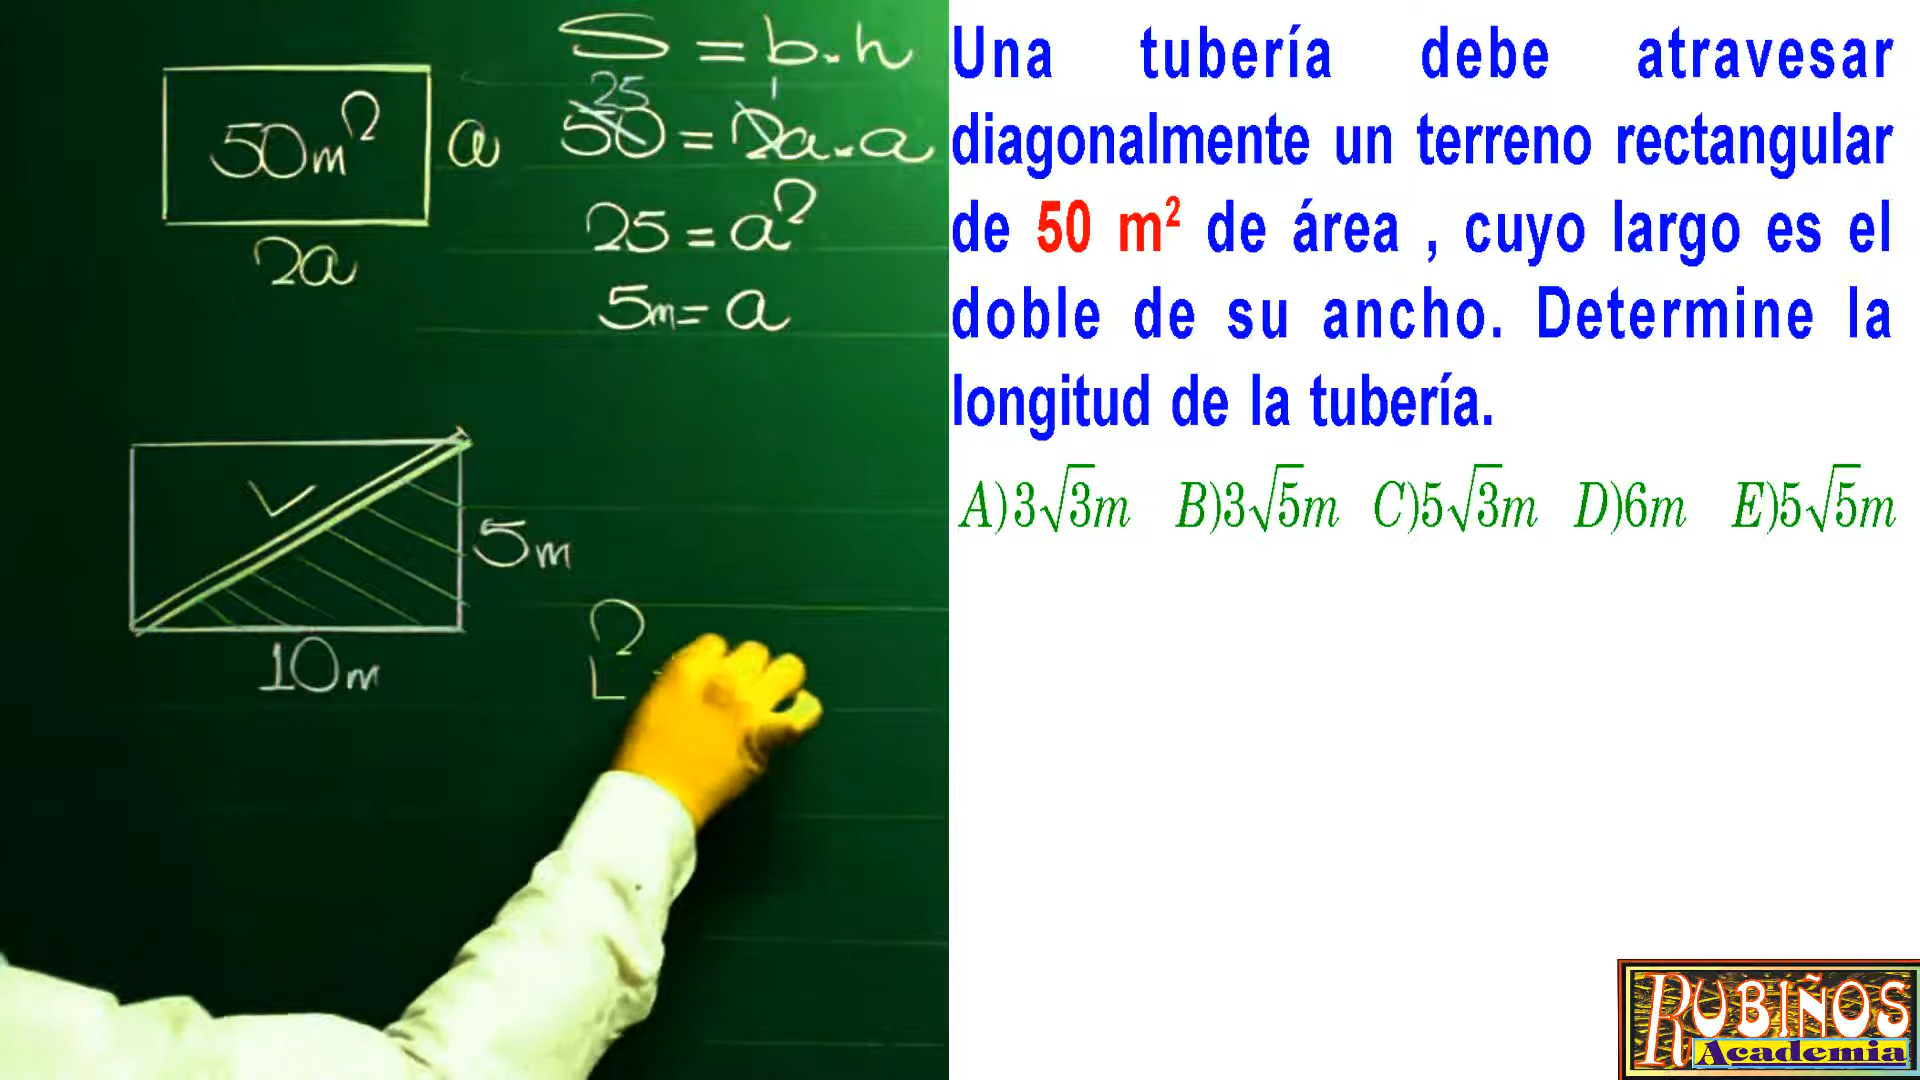 S = b.h
25 1
50 = 2a.a
50m² a
25 = a²
2a
5m = a
5m
10m
L²
Una tubería debe atravesar
diagonalmente un terreno rectangular
de 50 m² de área , cuyo largo es el
doble de su ancho. Determine la
longitud de la tubería.
A)3√3m B)3√5m C)5√3m D)6m E)5√5m
RUBIÑOS
Academia